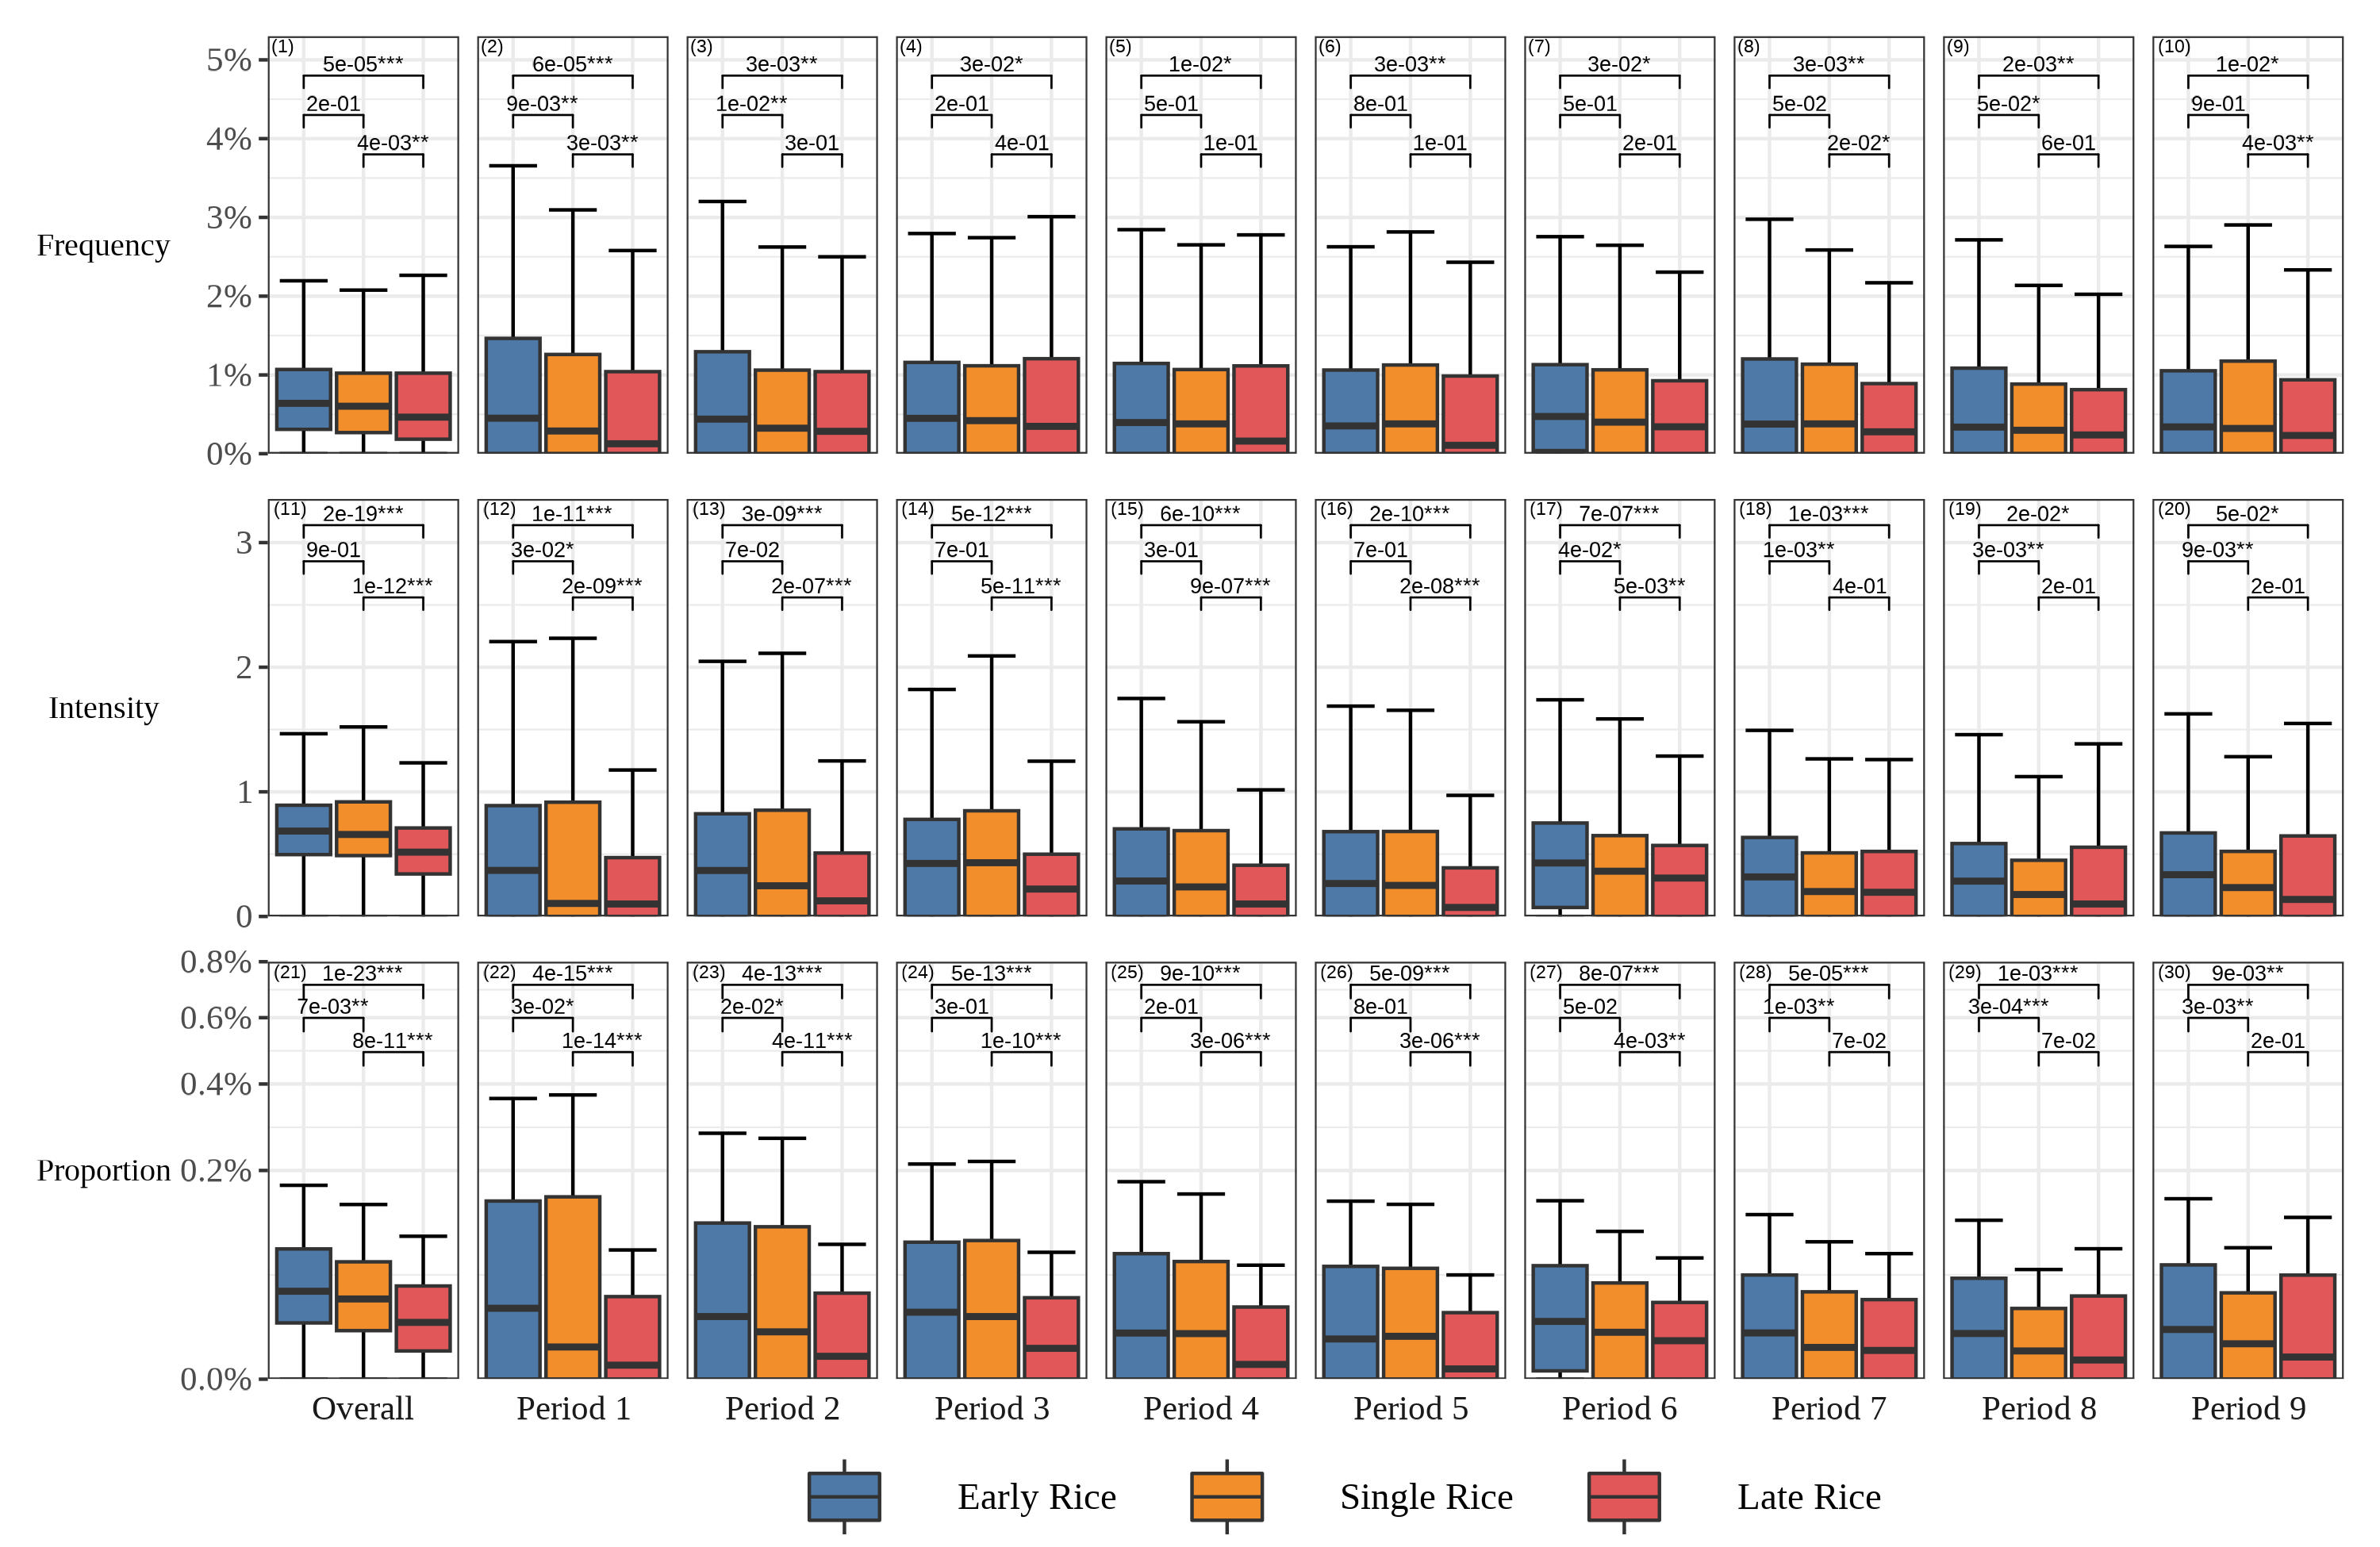 (1) (2) (3) (4) (5) (6) (7) (8) (9) (10)
5%
5e-05*** 6e-05*** 3e-03** 3e-02* 1e-02* 3e-03** 3e-02* 3e-03** 2e-03** 1e-02*
2e-01 9e-03** 1e-02** 2e-01 5e-01 8e-01 5e-01 5e-02 5e-02* 9e-01
4%
4e-03** 3e-03** 3e-01 4e-01 1e-01 1e-01 2e-01 2e-02* 6e-01 4e-03**
3%
Frequency
2%
1%
0%
(11) (12) (13) (14) (15) (16) (17) (18) (19) (20)
2e-19*** 1e-11*** 3e-09*** 5e-12*** 6e-10*** 2e-10*** 7e-07*** 1e-03*** 2e-02* 5e-02*
3
9e-01 3e-02* 7e-02 7e-01 3e-01 7e-01 4e-02* 1e-03** 3e-03** 9e-03**
1e-12*** 2e-09*** 2e-07*** 5e-11*** 9e-07*** 2e-08*** 5e-03** 4e-01 2e-01 2e-01
2
Intensity
1
0
0.8%
(21) (22) (23) (24) (25) (26) (27) (28) (29) (30)
1e-23*** 4e-15*** 4e-13*** 5e-13*** 9e-10*** 5e-09*** 8e-07*** 5e-05*** 1e-03*** 9e-03**
7e-03** 3e-02* 2e-02* 3e-01 2e-01 8e-01 5e-02 1e-03** 3e-04*** 3e-03**
0.6%
8e-11*** 1e-14*** 4e-11*** 1e-10*** 3e-06*** 3e-06*** 4e-03** 7e-02 7e-02 2e-01
0.4%
Proportion
0.2%
0.0%
Overall Period 1 Period 2 Period 3 Period 4 Period 5 Period 6 Period 7 Period 8 Period 9
Early Rice Single Rice Late Rice